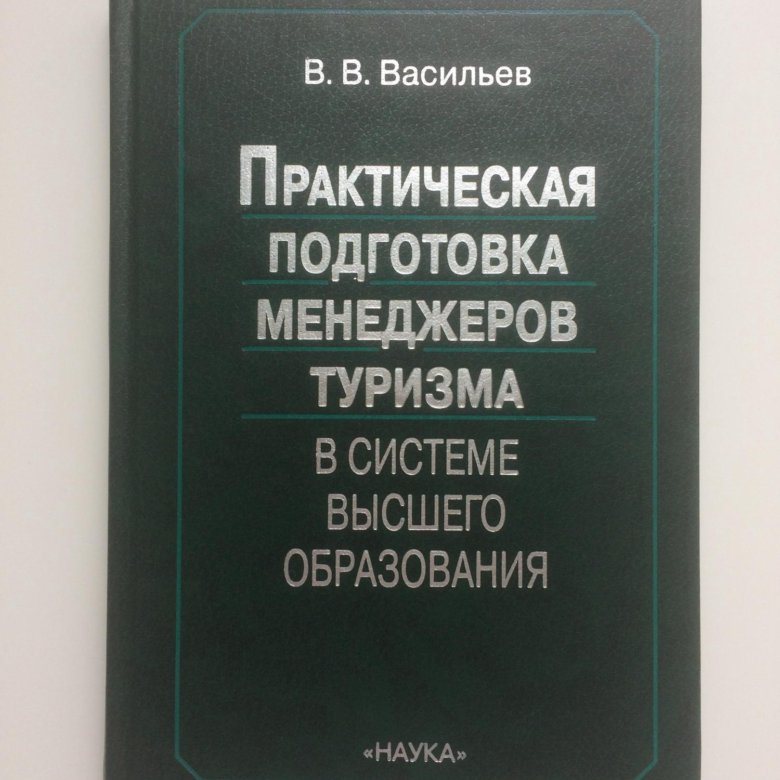 В. В. Васильев
ПРАКТИЧЕСКАЯ
ПОДГОТОВКА
МЕНЕДЖЕРОВ
ТУРИЗМА
В СИСТЕМЕ
ВЫСШЕГО
ОБРАЗОВАНИЯ
«НАУКА»